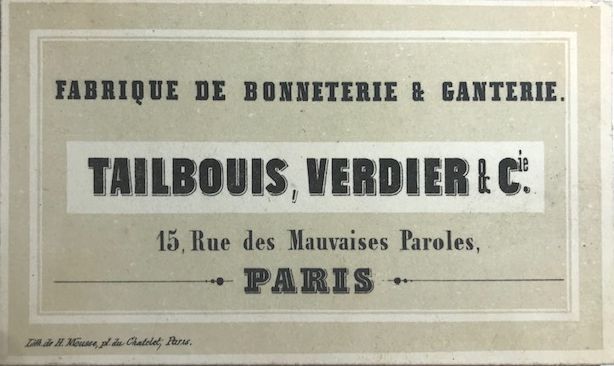 FABRIQUE DE BONNETERIE & GANTERIE.
TAILBOUIS, VERDIER & Cie.
15, Rue des Mauvaises Paroles,
PARIS
Lith. de H. Mousse, pl. du Chatelet, Paris.